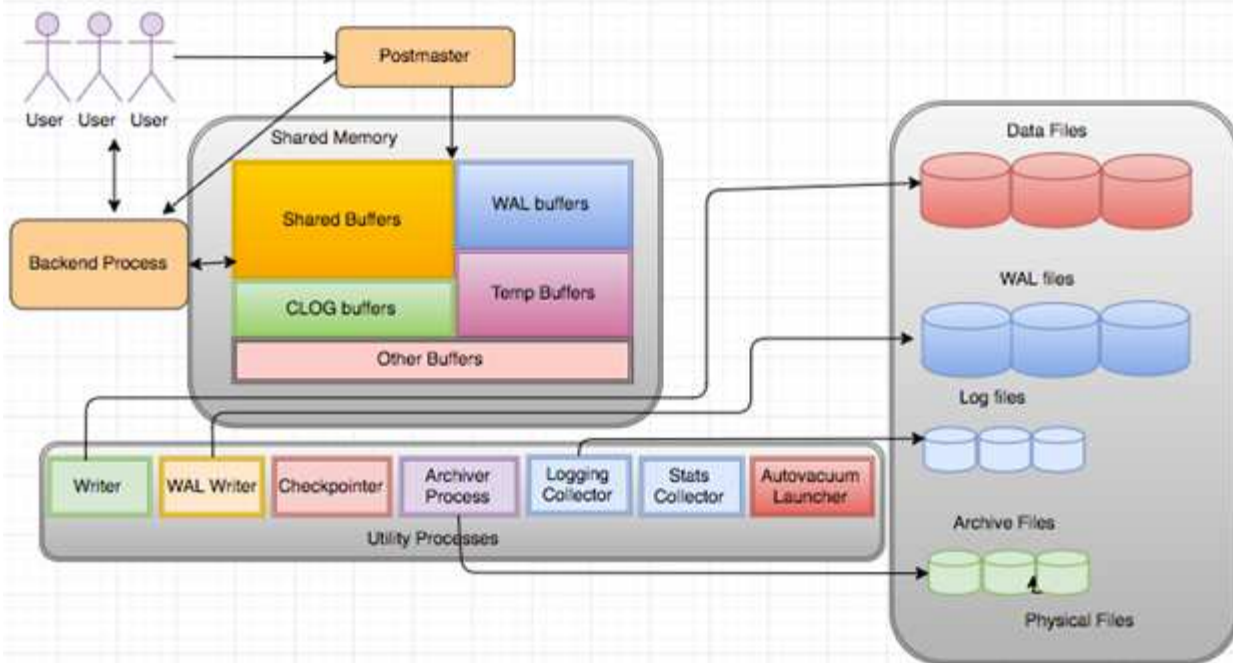 Postmaster
User User User
Shared Memory
Data Files
Shared Buffers
WAL buffers
Backend Process
WAL files
Temp Buffers
CLOG buffers
Other Buffers
Log files
Writer
WAL Writer
Checkpointer
Archiver
Process
Logging
Collector
Stats
Collector
Autovacuum
Launcher
Archive Files
Utility Processes
Physical Files